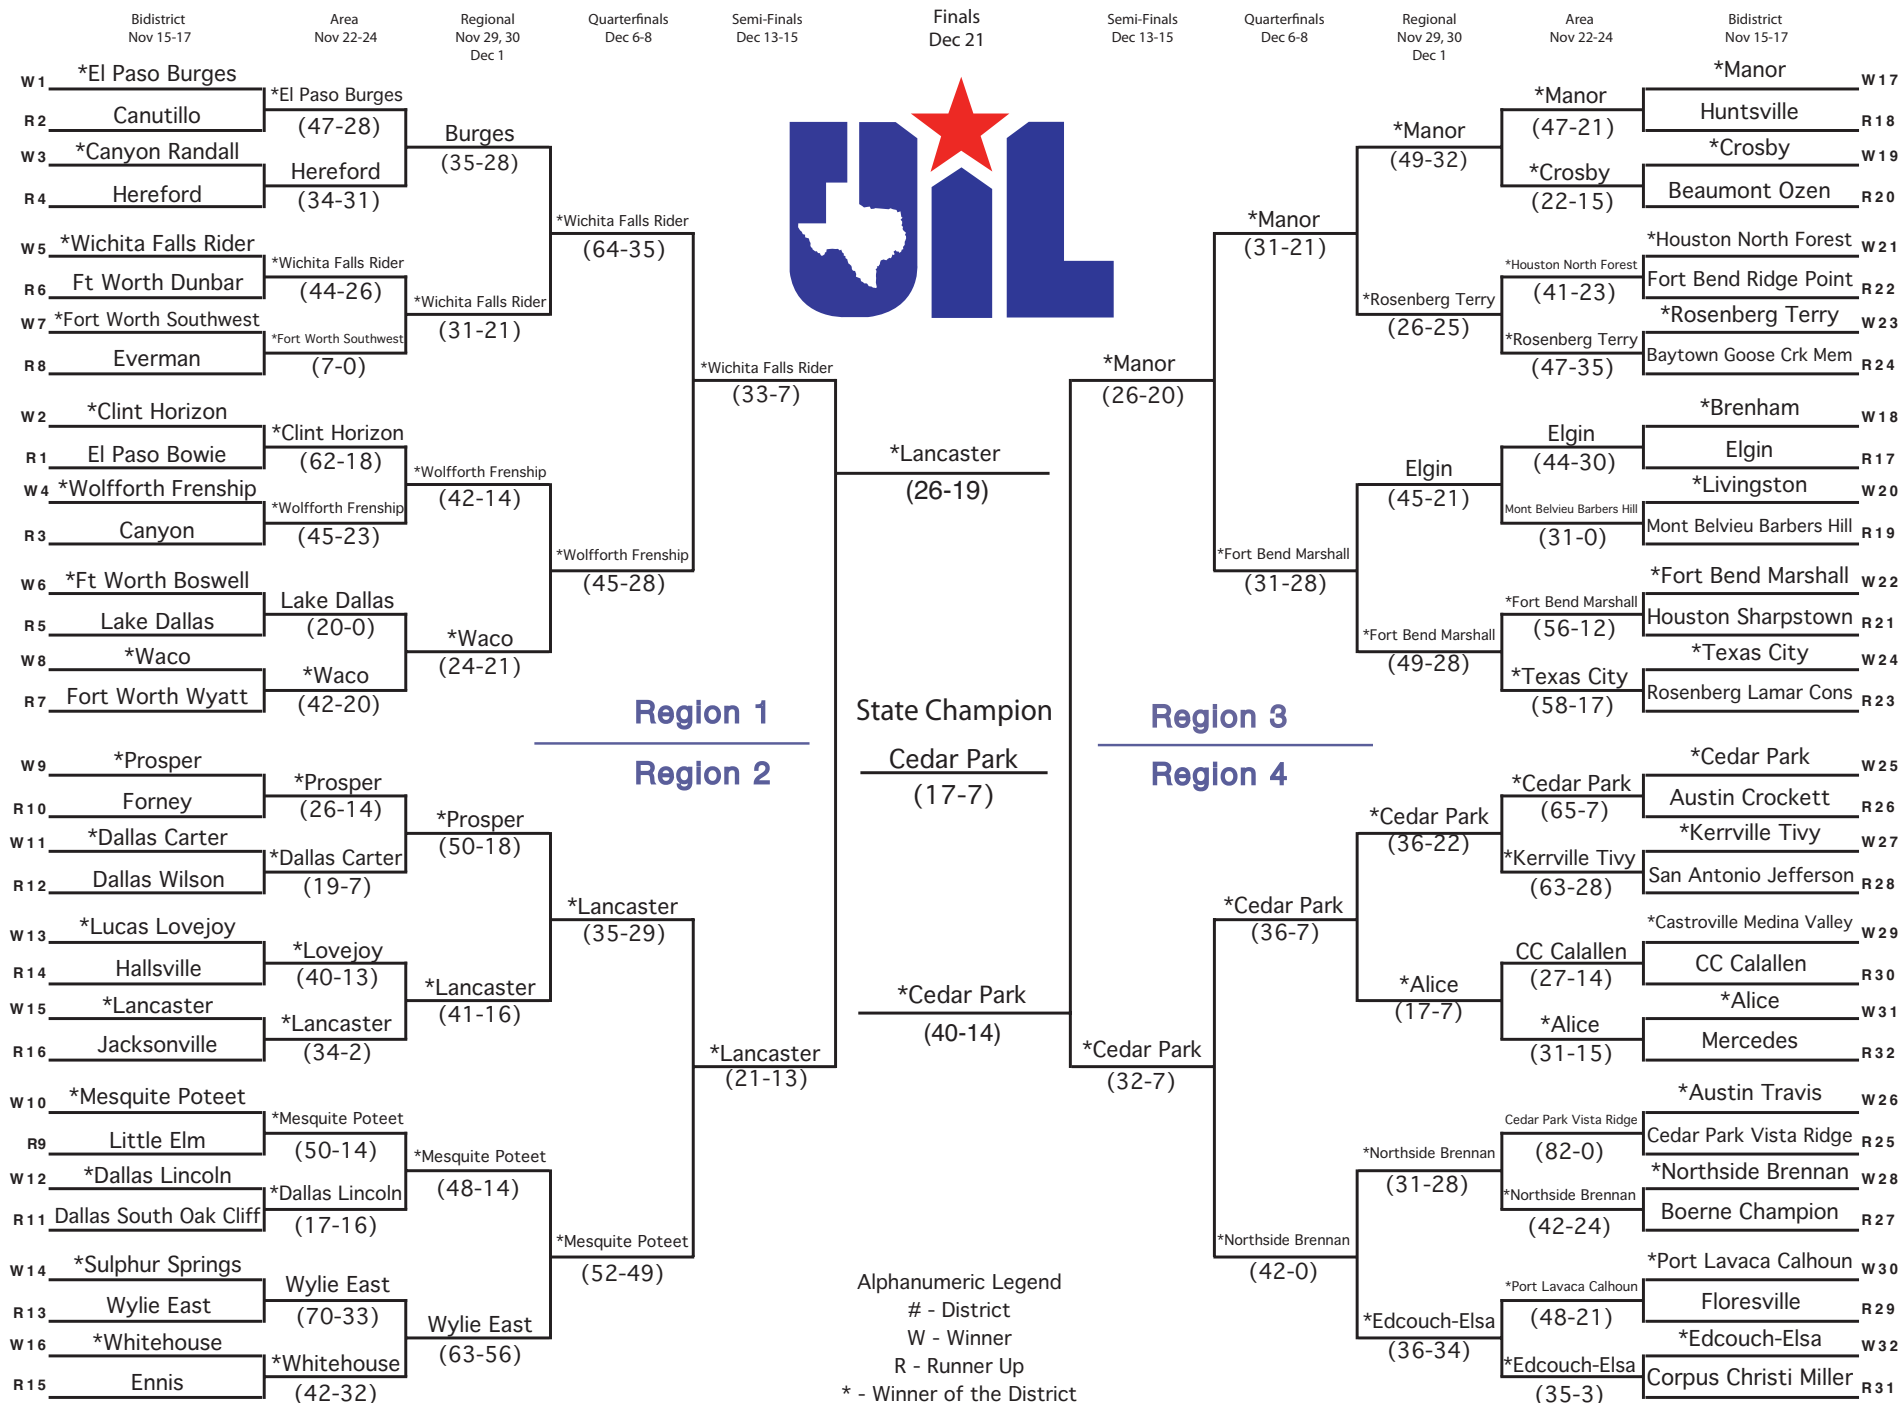 Bidistrict
Nov 15-17
Area
Nov 22-24
Regional
Nov 29, 30
Dec 1
Quarterfinals
Dec 6-8
Semi-Finals
Dec 13-15
Finals
Dec 21
Semi-Finals
Dec 13-15
Quarterfinals
Dec 6-8
Regional
Nov 29, 30
Dec 1
Area
Nov 22-24
Bidistrict
Nov 15-17
W1 *El Paso Burges
R2 Canutillo
W3 *Canyon Randall
R4 Hereford
W5 *Wichita Falls Rider
R6 Ft Worth Dunbar
W7 *Fort Worth Southwest
R8 Everman
W2 *Clint Horizon
R1 El Paso Bowie
W4 *Wolfforth Frenship
R3 Canyon
W6 *Ft Worth Boswell
R5 Lake Dallas
W8 *Waco
R7 Fort Worth Wyatt
W9 *Prosper
R10 Forney
W11 *Dallas Carter
R12 Dallas Wilson
W13 *Lucas Lovejoy
R14 Hallsville
W15 *Lancaster
R16 Jacksonville
W10 *Mesquite Poteet
R9 Little Elm
W12 *Dallas Lincoln
R11 Dallas South Oak Cliff
W14 *Sulphur Springs
R13 Wylie East
W16 *Whitehouse
R15 Ennis
*El Paso Burges
(47-28)
Hereford
(34-31)
*Wichita Falls Rider
(44-26)
*Fort Worth Southwest
(7-0)
*Clint Horizon
(62-18)
*Wolfforth Frenship
(45-23)
Lake Dallas
(20-0)
*Waco
(42-20)
*Prosper
(26-14)
*Dallas Carter
(19-7)
*Lovejoy
(40-13)
*Lancaster
(34-2)
*Mesquite Poteet
(50-14)
*Dallas Lincoln
(17-16)
Wylie East
(70-33)
*Whitehouse
(42-32)
Burges
(35-28)
*Wichita Falls Rider
(31-21)
*Wolfforth Frenship
(42-14)
*Waco
(24-21)
*Prosper
(50-18)
*Lancaster
(41-16)
*Mesquite Poteet
(48-14)
Wylie East
(63-56)
*Wichita Falls Rider
(64-35)
*Wolfforth Frenship
(45-28)
Region 1
Region 2
*Lancaster
(35-29)
*Mesquite Poteet
(52-49)
*Wichita Falls Rider
(33-7)
*Lancaster
(21-13)
UIL
*Lancaster
(26-19)
State Champion
Cedar Park
(17-7)
*Cedar Park
(40-14)
Alphanumeric Legend
# - District
W - Winner
R - Runner Up
* - Winner of the District
*Manor
(26-20)
*Cedar Park
(32-7)
*Manor
(31-21)
*Fort Bend Marshall
(31-28)
Region 3
Region 4
*Cedar Park
(36-7)
*Northside Brennan
(42-0)
*Manor
(49-32)
*Rosenberg Terry
(26-25)
Elgin
(45-21)
*Fort Bend Marshall
(49-28)
*Cedar Park
(36-22)
*Alice
(17-7)
*Northside Brennan
(31-28)
*Edcouch-Elsa
(36-34)
*Manor
(47-21)
*Crosby
(22-15)
*Houston North Forest
(41-23)
*Rosenberg Terry
(47-35)
Elgin
(44-30)
Mont Belvieu Barbers Hill
(31-0)
*Fort Bend Marshall
(56-12)
*Texas City
(58-17)
*Cedar Park
(65-7)
*Kerrville Tivy
(63-28)
CC Calallen
(27-14)
*Alice
(31-15)
Cedar Park Vista Ridge
(82-0)
*Northside Brennan
(42-24)
*Port Lavaca Calhoun
(48-21)
*Edcouch-Elsa
(35-3)
*Manor W17
Huntsville R18
*Crosby W19
Beaumont Ozen R20
*Houston North Forest W21
Fort Bend Ridge Point R22
*Rosenberg Terry W23
Baytown Goose Crk Mem R24
*Brenham W18
Elgin R17
*Livingston W20
Mont Belvieu Barbers Hill R19
*Fort Bend Marshall W22
Houston Sharpstown R21
*Texas City W24
Rosenberg Lamar Cons R23
*Cedar Park W25
Austin Crockett R26
*Kerrville Tivy W27
San Antonio Jefferson R28
*Castroville Medina Valley W29
CC Calallen R30
*Alice W31
Mercedes R32
*Austin Travis W26
Cedar Park Vista Ridge R25
*Northside Brennan W28
Boerne Champion R27
*Port Lavaca Calhoun W30
Floresville R29
*Edcouch-Elsa W32
Corpus Christi Miller R31